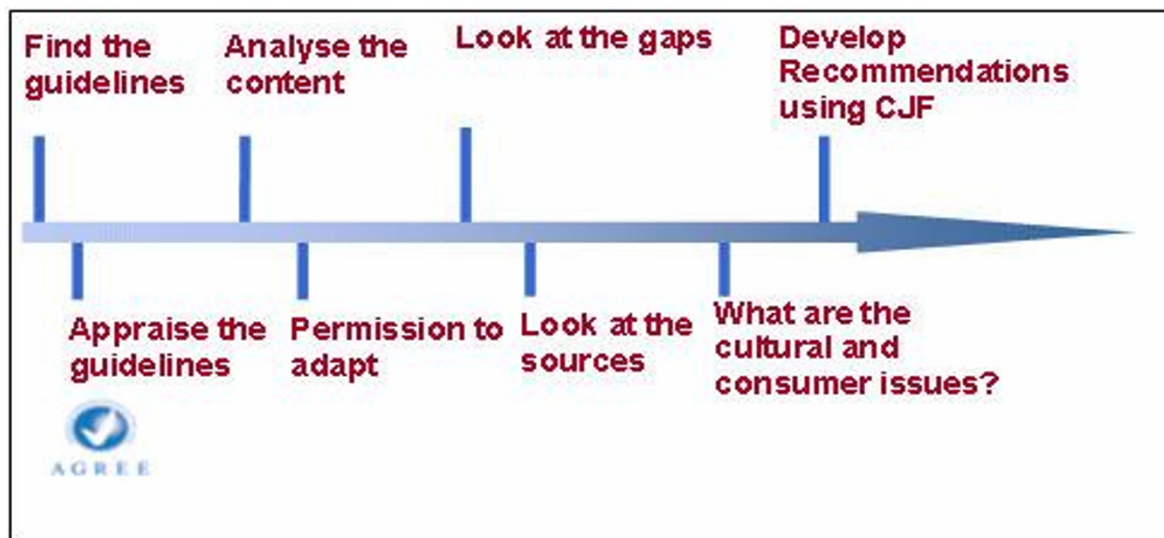 Find the
guidelines
Analyse the
content
Look at the gaps
Develop
Recommendations
using CJF
Appraise the
guidelines
Permission to
adapt
Look at the
sources
What are the
cultural and
consumer issues?
AGREE